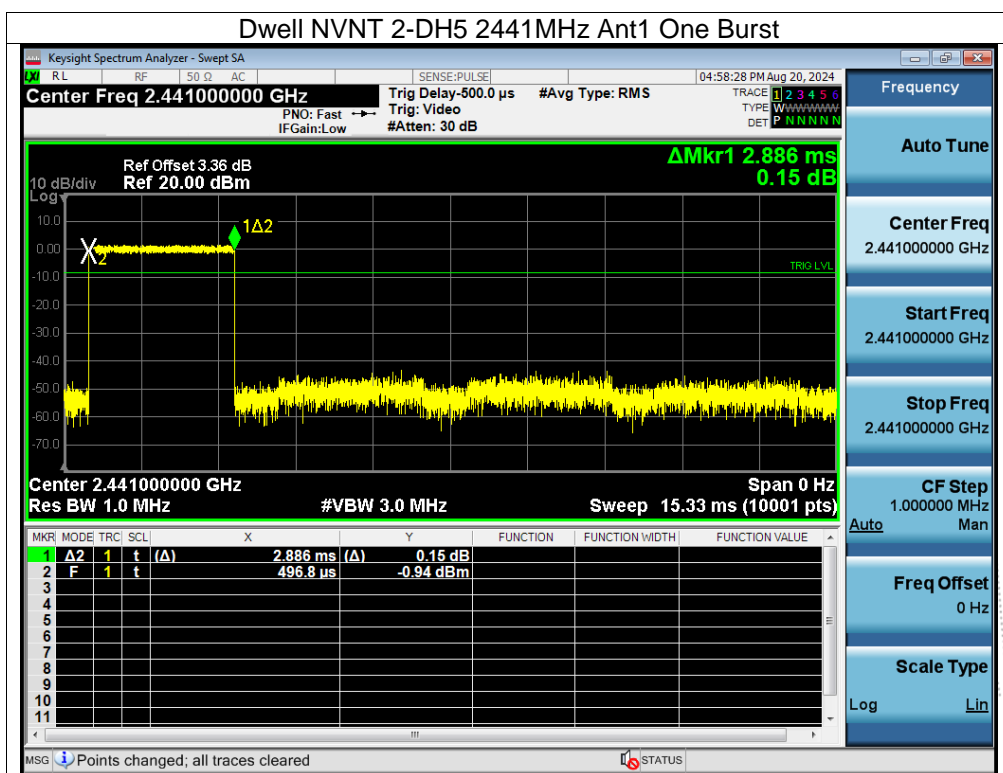 Dwell NVNT 2-DH5 2441MHz Ant1 One Burst
Keysight Spectrum Analyzer - Swept SA
LXI RL RF 50 Ω AC SENSE:PULSE 04:58:28 PM Aug 20, 2024
Center Freq 2.441000000 GHz
PNO: Fast
IFGain:Low
Trig Delay-500.0 µs
Trig: Video
#Atten: 30 dB
#Avg Type: RMS
TRACE 1 2 3 4 5 6
TYPE WWWWWWW
DET P N N N N N
ΔMkr1 2.886 ms
0.15 dB
Ref Offset 3.36 dB
10 dB/div Ref 20.00 dBm
Log
10.0
0.00
-10.0
-20.0
-30.0
-40.0
-50.0
-60.0
-70.0
1Δ2
2
TRIG LVL
Center 2.441000000 GHz Span 0 Hz
Res BW 1.0 MHz #VBW 3.0 MHz Sweep 15.33 ms (10001 pts)
MKR MODE TRC SCL X Y FUNCTION FUNCTION WIDTH FUNCTION VALUE
1 Δ2 1 t (Δ) 2.886 ms (Δ) 0.15 dB
2 F 1 t 496.8 µs -0.94 dBm
3
4
5
6
7
8
9
10
11
MSG Points changed; all traces cleared STATUS
Frequency
Auto Tune
Center Freq
2.441000000 GHz
Start Freq
2.441000000 GHz
Stop Freq
2.441000000 GHz
CF Step
1.000000 MHz
Auto Man
Freq Offset
0 Hz
Scale Type
Log Lin